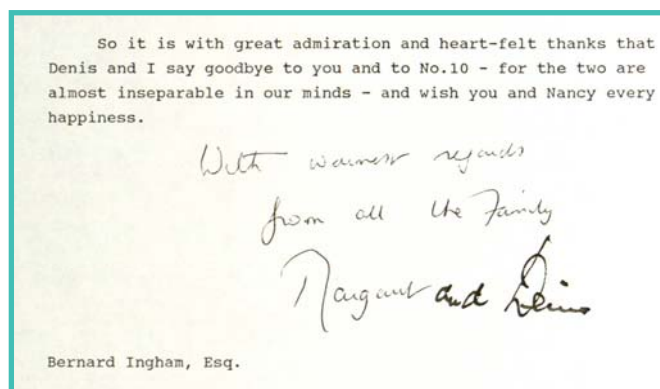 So it is with great admiration and heart-felt thanks that
Denis and I say goodbye to you and to No.10 - for the two are
almost inseparable in our minds - and wish you and Nancy every
happiness.
With warmest regards
from all the Family
Margaret and Denis
Bernard Ingham, Esq.